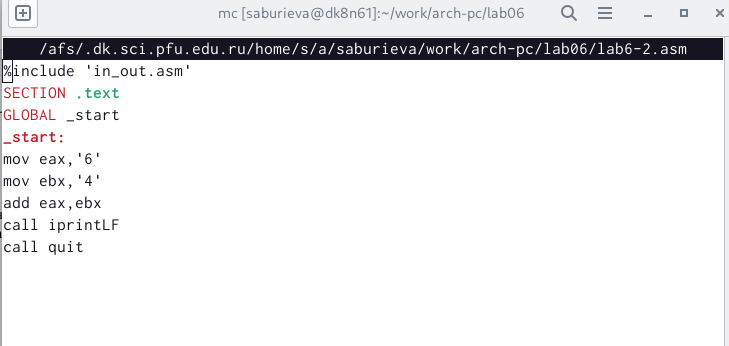 mc [saburieva@dk8n61]:~/work/arch-pc/lab06
/afs/.dk.sci.pfu.edu.ru/home/s/a/saburieva/work/arch-pc/lab06/lab6-2.asm
%include 'in_out.asm'
SECTION .text
GLOBAL _start
_start:
mov eax,'6'
mov ebx,'4'
add eax,ebx
call iprintLF
call quit